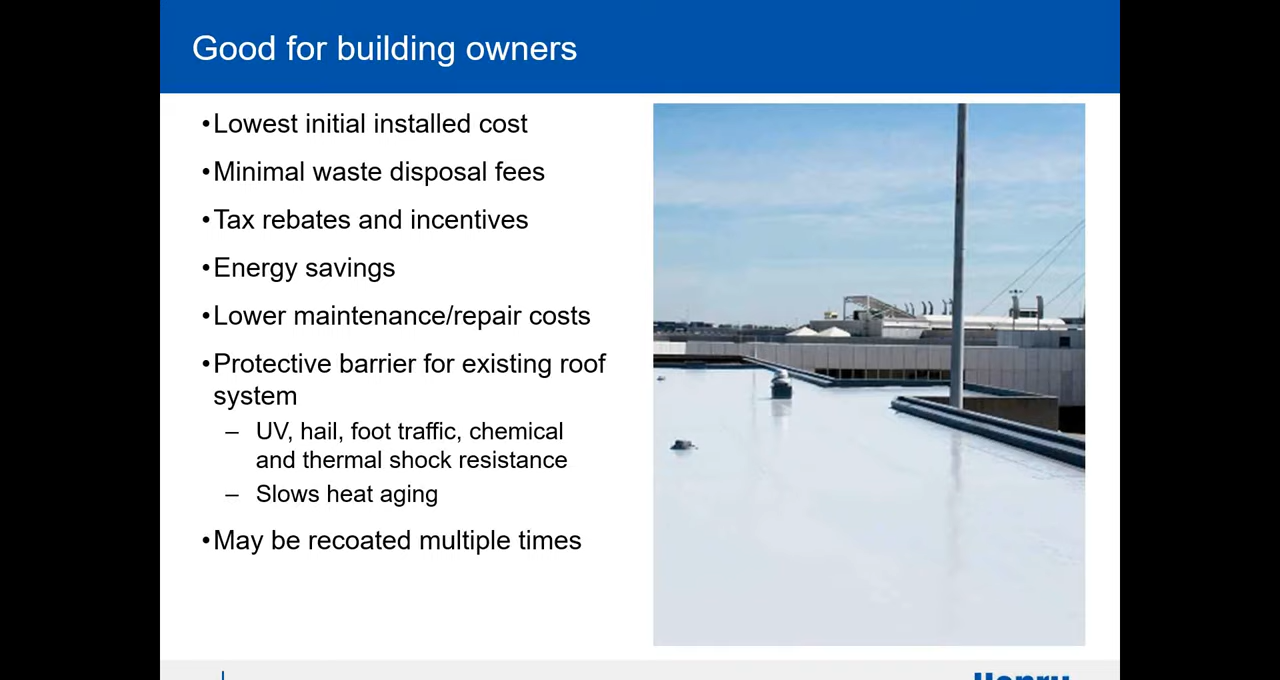 Good for building owners
•Lowest initial installed cost
•Minimal waste disposal fees
•Tax rebates and incentives
•Energy savings
•Lower maintenance/repair costs
•Protective barrier for existing roof
system
– UV, hail, foot traffic, chemical
and thermal shock resistance
– Slows heat aging
•May be recoated multiple times
Henry